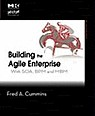 Building the
Agile Enterprise
With SOA, BPM and MBM
Fred A. Cummins